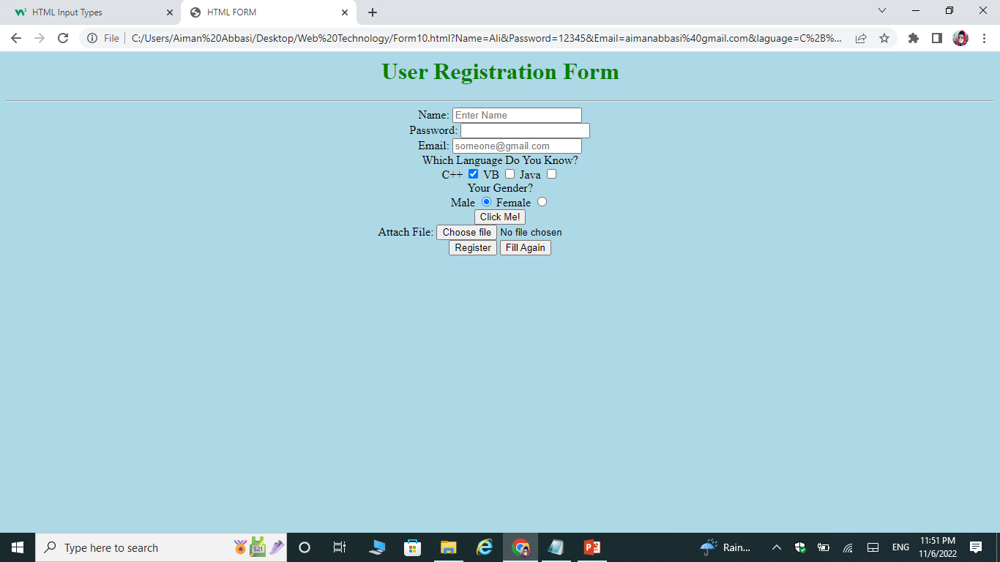 HTML Input Types
HTML FORM
File
C:/Users/Aiman%20Abbasi/Desktop/Web%20Technology/Form10.html?Name=Ali&Password=12345&Email=aimanabbasi%40gmail.com&laguage=C%2B%...
User Registration Form
Name: Enter Name
Password:
Email: someone@gmail.com
Which Language Do You Know?
C++ VB Java
Your Gender?
Male Female
Click Me!
Attach File: Choose file No file chosen
Register Fill Again
Type here to search
521
Rain...
ENG
11:51 PM
11/6/2022